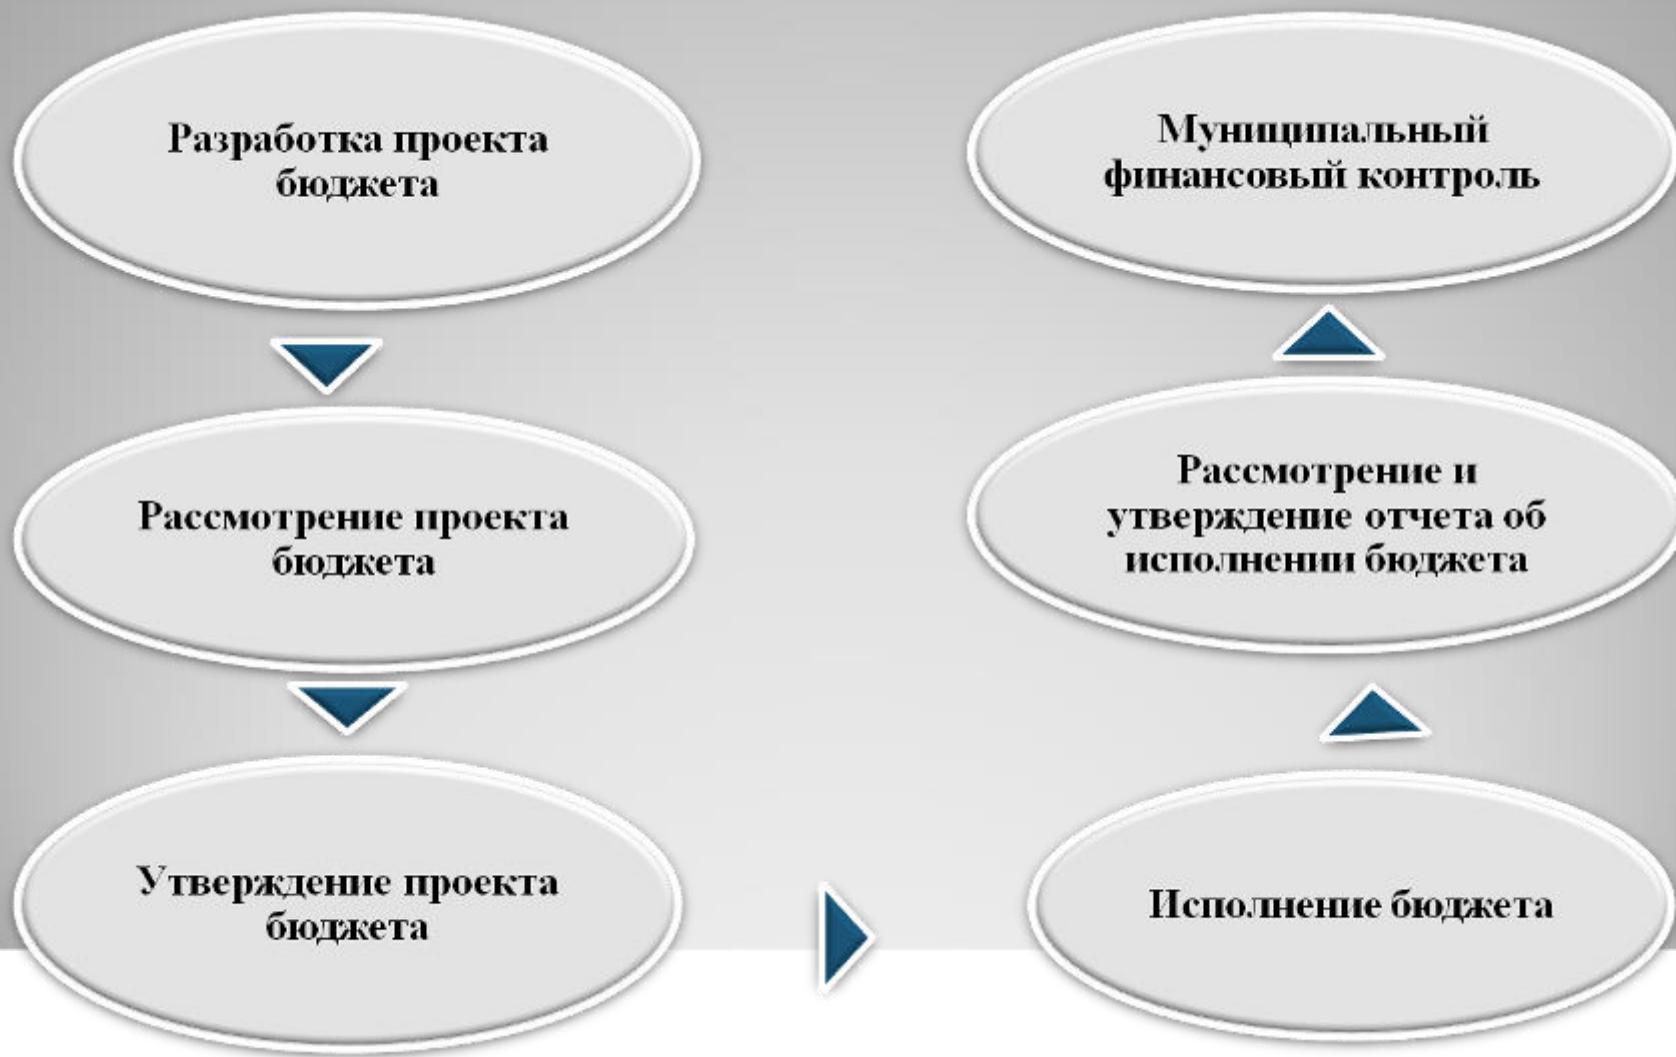 Разработка проекта
бюджета
Рассмотрение проекта
бюджета
Утверждение проекта
бюджета
Исполнение бюджета
Рассмотрение и
утверждение отчета об
исполнении бюджета
Муниципальный
финансовый контроль